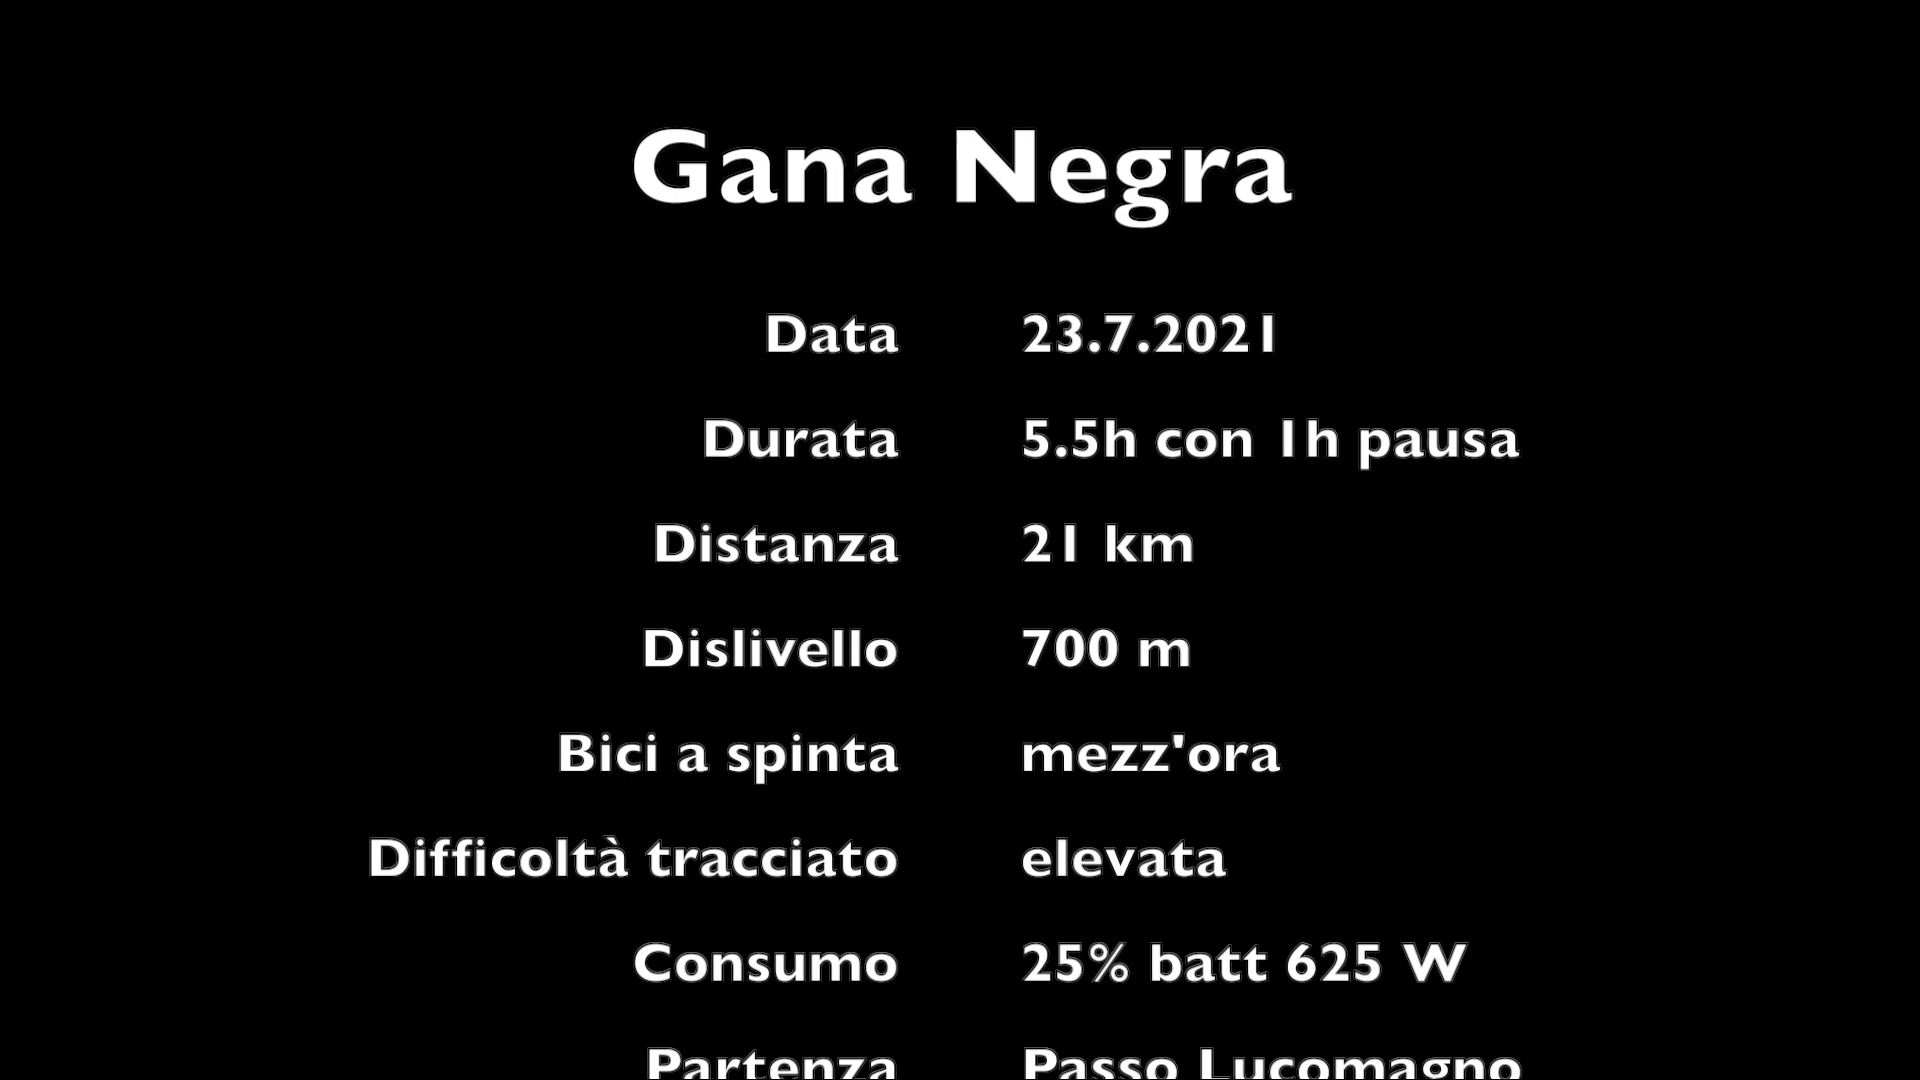 Gana Negra
Data 23.7.2021
Durata 5.5h con 1h pausa
Distanza 21 km
Dislivello 700 m
Bici a spinta mezz'ora
Difficoltà tracciato elevata
Consumo 25% batt 625 W
Partenza Passo Lucomagno